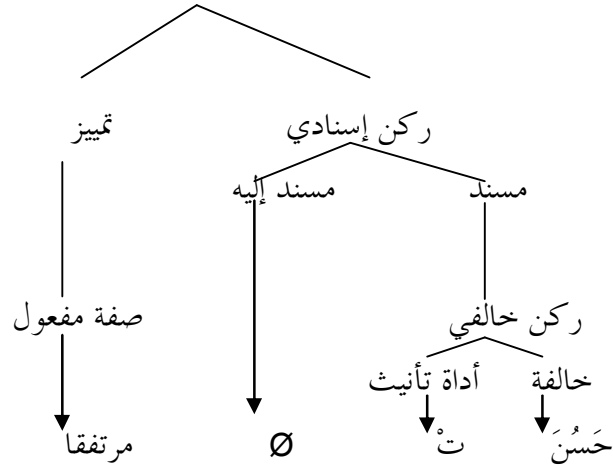 ركن إسنادي تمييز
مسند مسند إليه
ركن خالفي صفة مفعول
خالفة أداة تأنيث
حَسُنَ تْ Ø مرتفقا